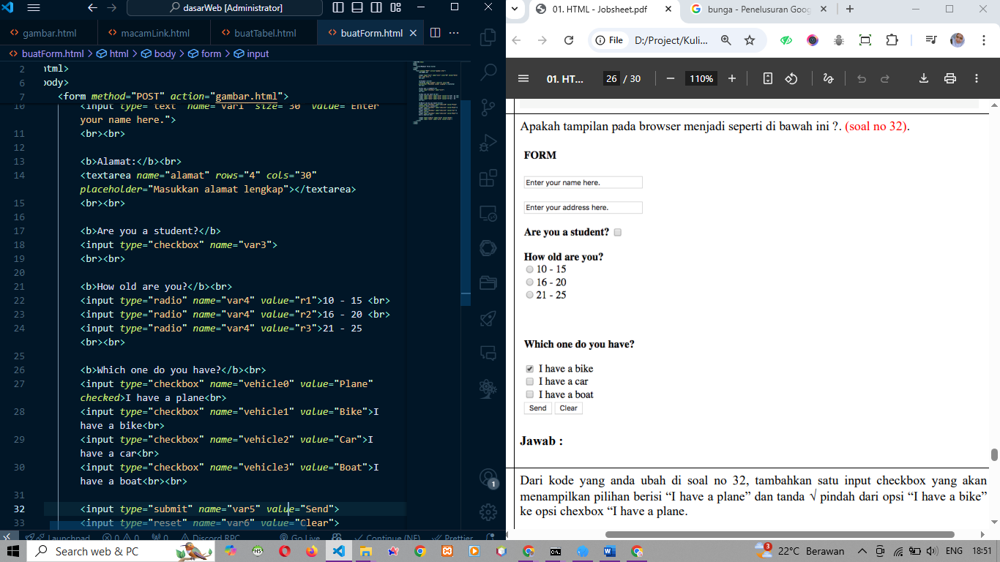 dasarWeb [Administrator]
gambar.html
macamLink.html
buatTabel.html
buatForm.html
buatForm.html > html > body > form > input
2 html>
6 body>
7 <form method="POST" action="gambar.html">
10 <input type="text" name="var1" size="30" value="Enter
your name here.">
11 <br><br>
12
13 <b>Alamat:</b><br>
14 <textarea name="alamat" rows="4" cols="30"
placeholder="Masukkan alamat lengkap"></textarea>
15 <br><br>
16
17 <b>Are you a student?</b>
18 <input type="checkbox" name="var3">
19 <br><br>
20
21 <b>How old are you?</b><br>
22 <input type="radio" name="var4" value="r1">10 - 15 <br>
23 <input type="radio" name="var4" value="r2">16 - 20 <br>
24 <input type="radio" name="var4" value="r3">21 - 25
<br><br>
25
26 <b>Which one do you have?</b><br>
27 <input type="checkbox" name="vehicle0" value="Plane"
checked>I have a plane<br>
28 <input type="checkbox" name="vehicle1" value="Bike">I
have a bike<br>
29 <input type="checkbox" name="vehicle2" value="Car">I
have a car<br>
30 <input type="checkbox" name="vehicle3" value="Boat">I
have a boat<br><br>
31
32 <input type="submit" name="var5" value="Send">
33 <input type="reset" name="var6" value="Clear">
1
Launchpad 0 0 0 Discord RPC Go Live Continue (NE) Prettier
01. HTML - Jobsheet.pdf
bunga - Penelusuran Goog
File D:/Project/Kuli...
01. HT... 26 / 30 110%
Apakah tampilan pada browser menjadi seperti di bawah ini ?. (soal no 32).
FORM
Enter your name here.
Enter your address here.
Are you a student?
How old are you?
10 - 15
16 - 20
21 - 25
Which one do you have?
I have a bike
I have a car
I have a boat
Send Clear
Jawab :
Dari kode yang anda ubah di soal no 32, tambahkan satu input checkbox yang akan
menampilkan pilihan berisi “I have a plane” dan tanda √ pindah dari opsi “I have a bike”
ke opsi chexbox “I have a plane.
Search web & PC
3
22°C Berawan
ENG
18:51